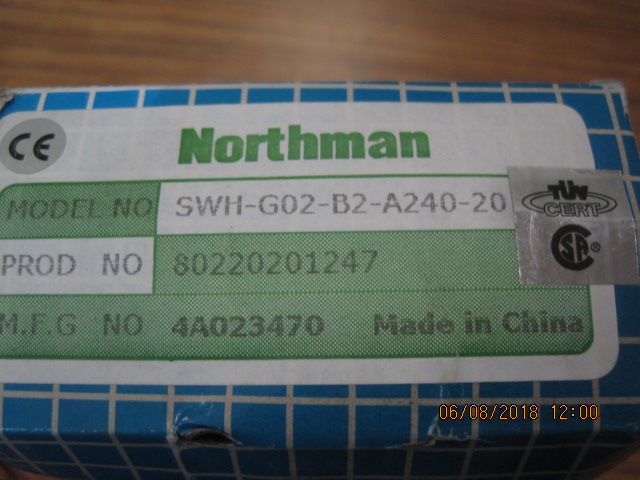 CE
Northman
MODEL NO SWH-G02-B2-A240-20
TÜV
CERT
CSA ®
PROD NO 80220201247
M.F.G NO 4A023470 Made in China
06/08/2018 12:00